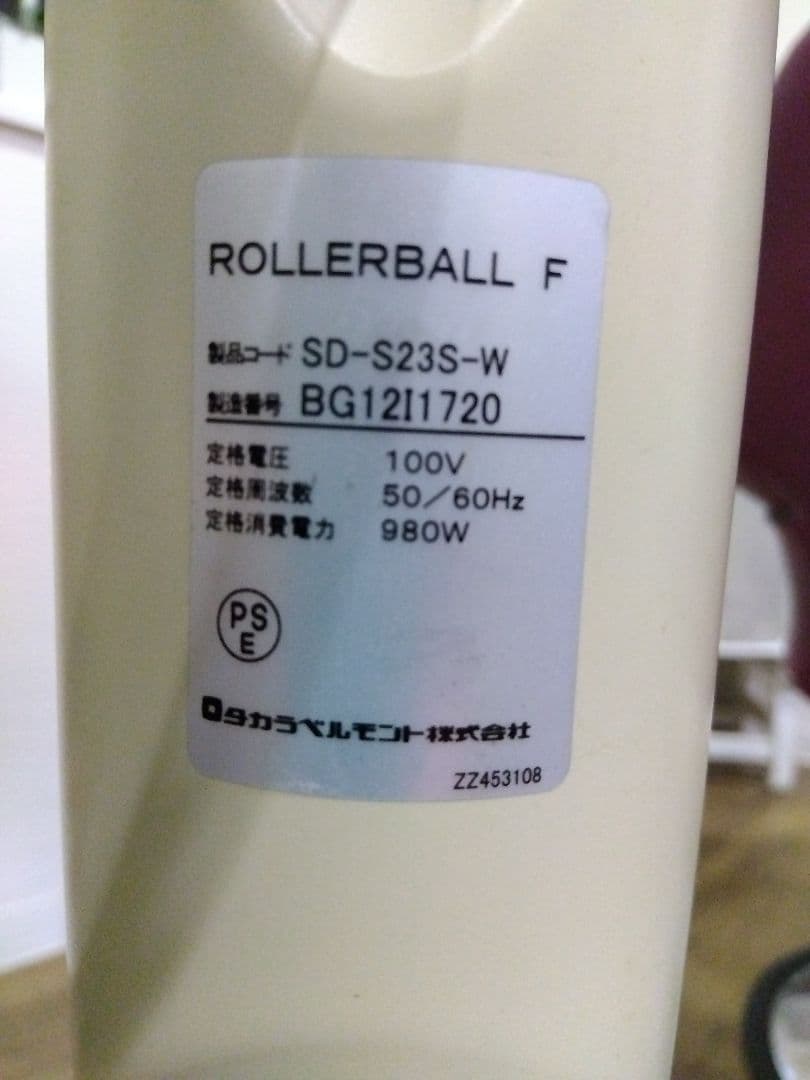 ROLLERBALL F
製品コード SD-S23S-W
製造番号 BG12I1720
定格電圧 100V
定格周波数 50/60Hz
定格消費電力 980W
PS
E
タカラベルモント株式会社
ZZ453108